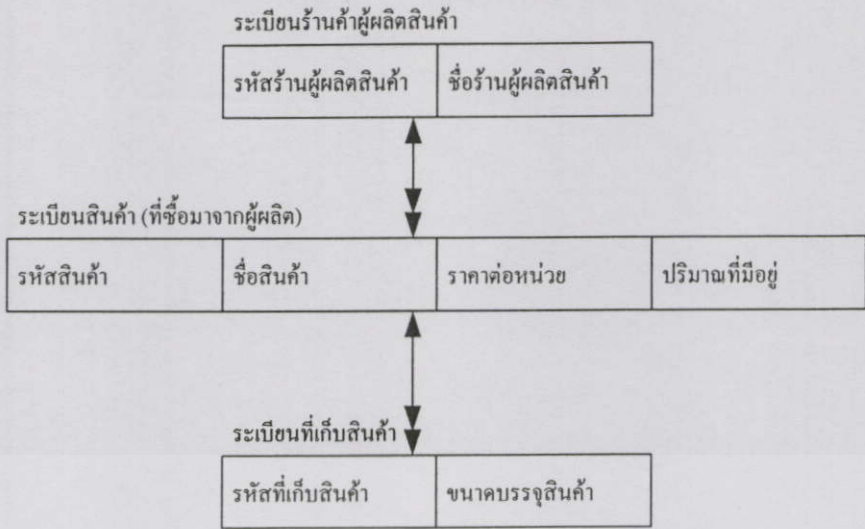 ระเบียนร้านค้าผู้ผลิตสินค้า
รหัสร้านผู้ผลิตสินค้า ชื่อร้านผู้ผลิตสินค้า
ระเบียนสินค้า (ที่ซื้อมาจากผู้ผลิต)
รหัสสินค้า ชื่อสินค้า ราคาต่อหน่วย ปริมาณที่มีอยู่
ระเบียนที่เก็บสินค้า
รหัสที่เก็บสินค้า ขนาดบรรจุสินค้า